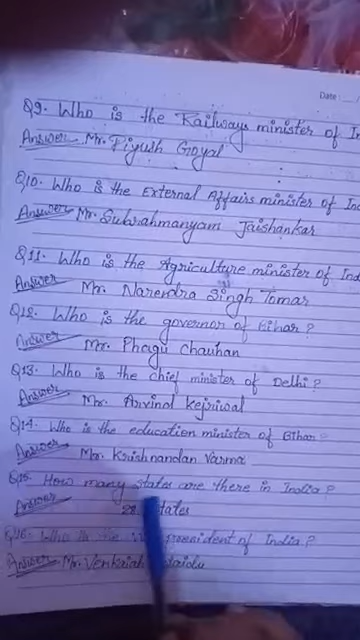 Date:
Q9. Who is the Railways minister of In
Answer Mr. Piyush Goyal
Q10. Who is the External Affairs minister of Ind
Answer Mr. Subrahmanyam Jaishankar
Q11. Who is the Agriculture minister of Ind
Answer Mr. Narendra Singh Tomar
Q12. Who is the governor of Bihar?
Answer Mr. Phagu Chauhan
Q13. Who is the chief minister of Delhi?
Answer Mr. Arvind Kejriwal
Q14. Who is the education minister of Bihar?
Answer Mr. Krishnandan Varma
Q15. How many states are there in India?
Answer 28 states
Q16. Who is the president of India?
Answer Mr. Venkaiah